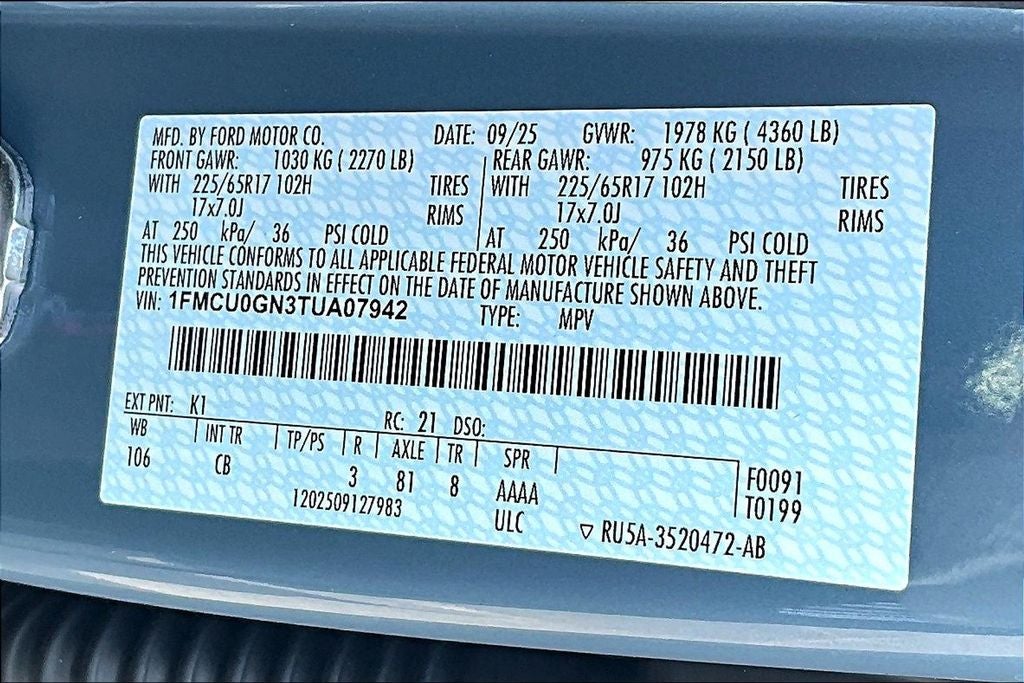 MFD. BY FORD MOTOR CO. DATE: 09/25 GVWR: 1978 KG ( 4360 LB)
FRONT GAWR: 1030 KG ( 2270 LB) REAR GAWR: 975 KG ( 2150 LB)
WITH 225/65R17 102H TIRES WITH 225/65R17 102H TIRES
17x7.0J RIMS 17x7.0J RIMS
AT 250 kPa/ 36 PSI COLD AT 250 kPa/ 36 PSI COLD
THIS VEHICLE CONFORMS TO ALL APPLICABLE FEDERAL MOTOR VEHICLE SAFETY AND THEFT
PREVENTION STANDARDS IN EFFECT ON THE DATE OF MANUFACTURE SHOWN ABOVE.
VIN: 1FMCU0GN3TUA07942 TYPE: MPV
EXT PNT: K1 RC: 21 DSO:
WB INT TR TP/PS R AXLE TR SPR
106 CB 3 81 8 AAAA F0091
1202509127983 ULC T0199
▽ RU5A-3520472-AB